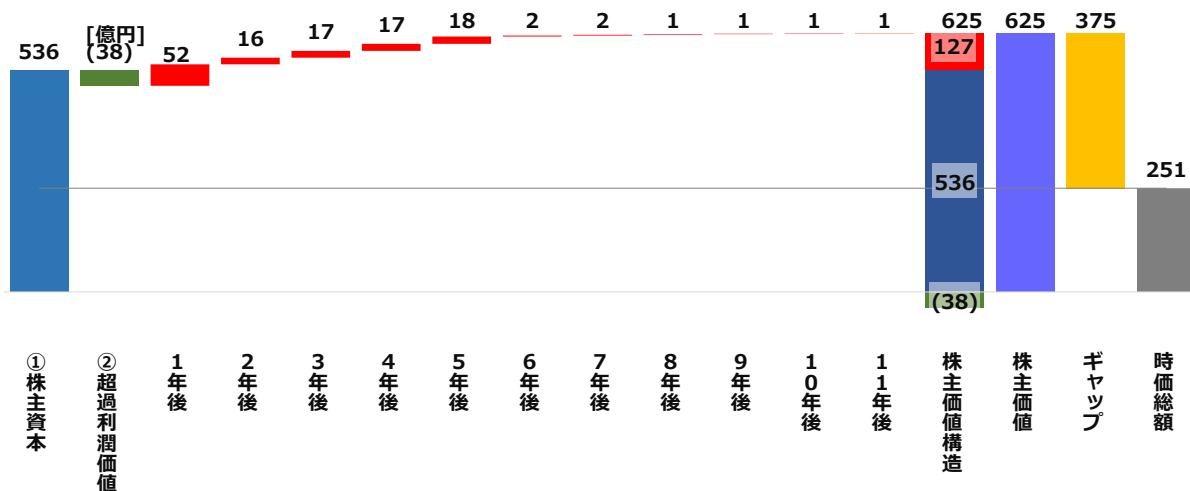 [億円]
536
(38)
52
16
17
17
18
2
2
1
1
1
1
625
625
375
127
536
251
(38)
①株主資本
②超過利潤価値
1年後
2年後
3年後
4年後
5年後
6年後
7年後
8年後
9年後
10年後
11年後
株主価値構造
株主価値
ギャップ
時価総額